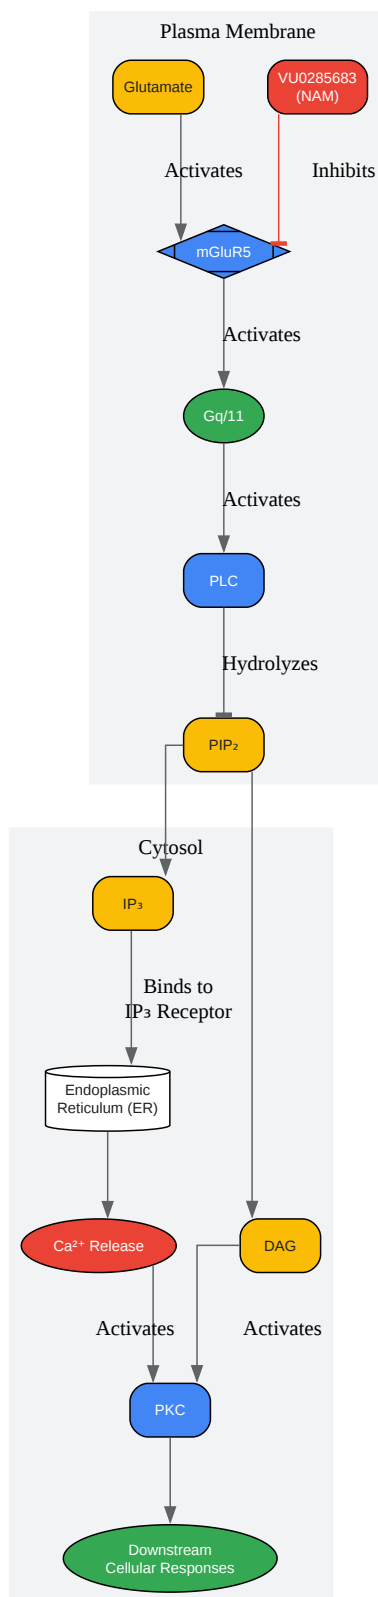 Plasma Membrane
Glutamate
VU0285683
(NAM)
Activates
Inhibits
mGluR5
Activates
Gq/11
Activates
PLC
Hydrolyzes
PIP₂
Cytosol
IP₃
Binds to
IP₃ Receptor
Endoplasmic
Reticulum (ER)
Ca²⁺ Release
DAG
Activates
Activates
PKC
Downstream
Cellular Responses